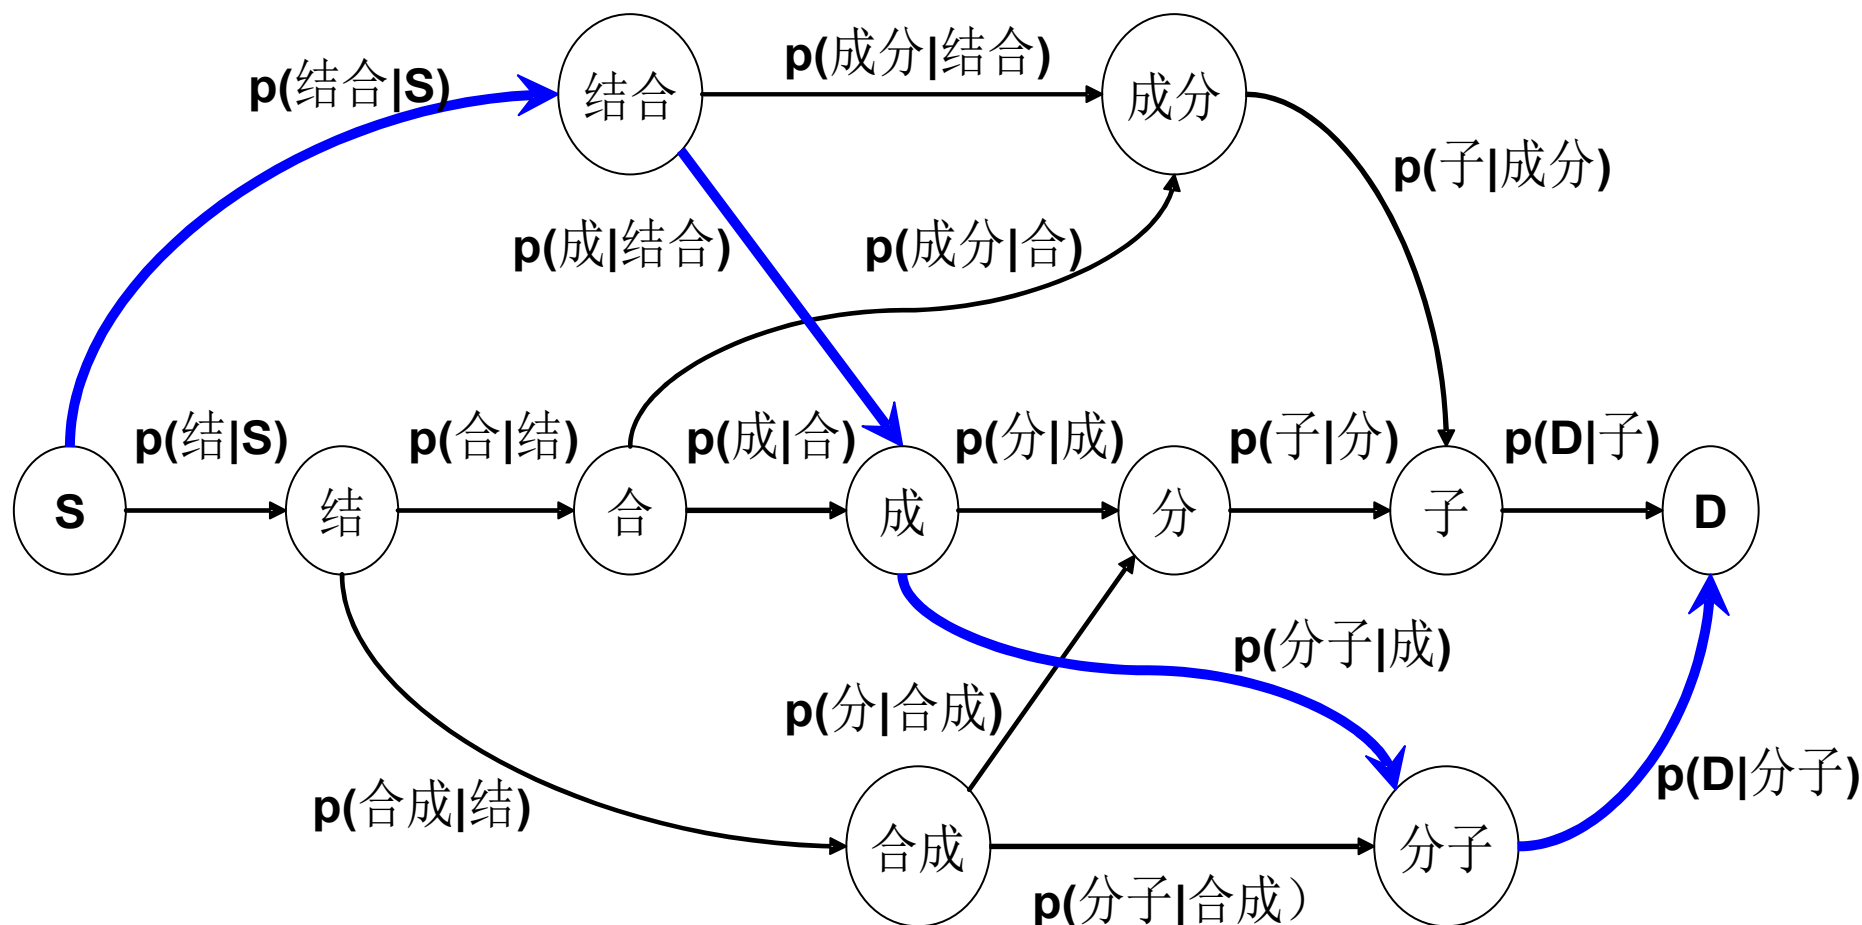 p(成分|结合)
p(结合|S)
结合
成分
p(子|成分)
p(成|结合)
p(成分|合)
p(结|S)
p(合|结)
p(成|合)
p(分|成)
p(子|分)
p(D|子)
S
结
合
成
分
子
D
p(分子|成)
p(分|合成)
p(D|分子)
p(合成|结)
合成
分子
p(分子|合成）